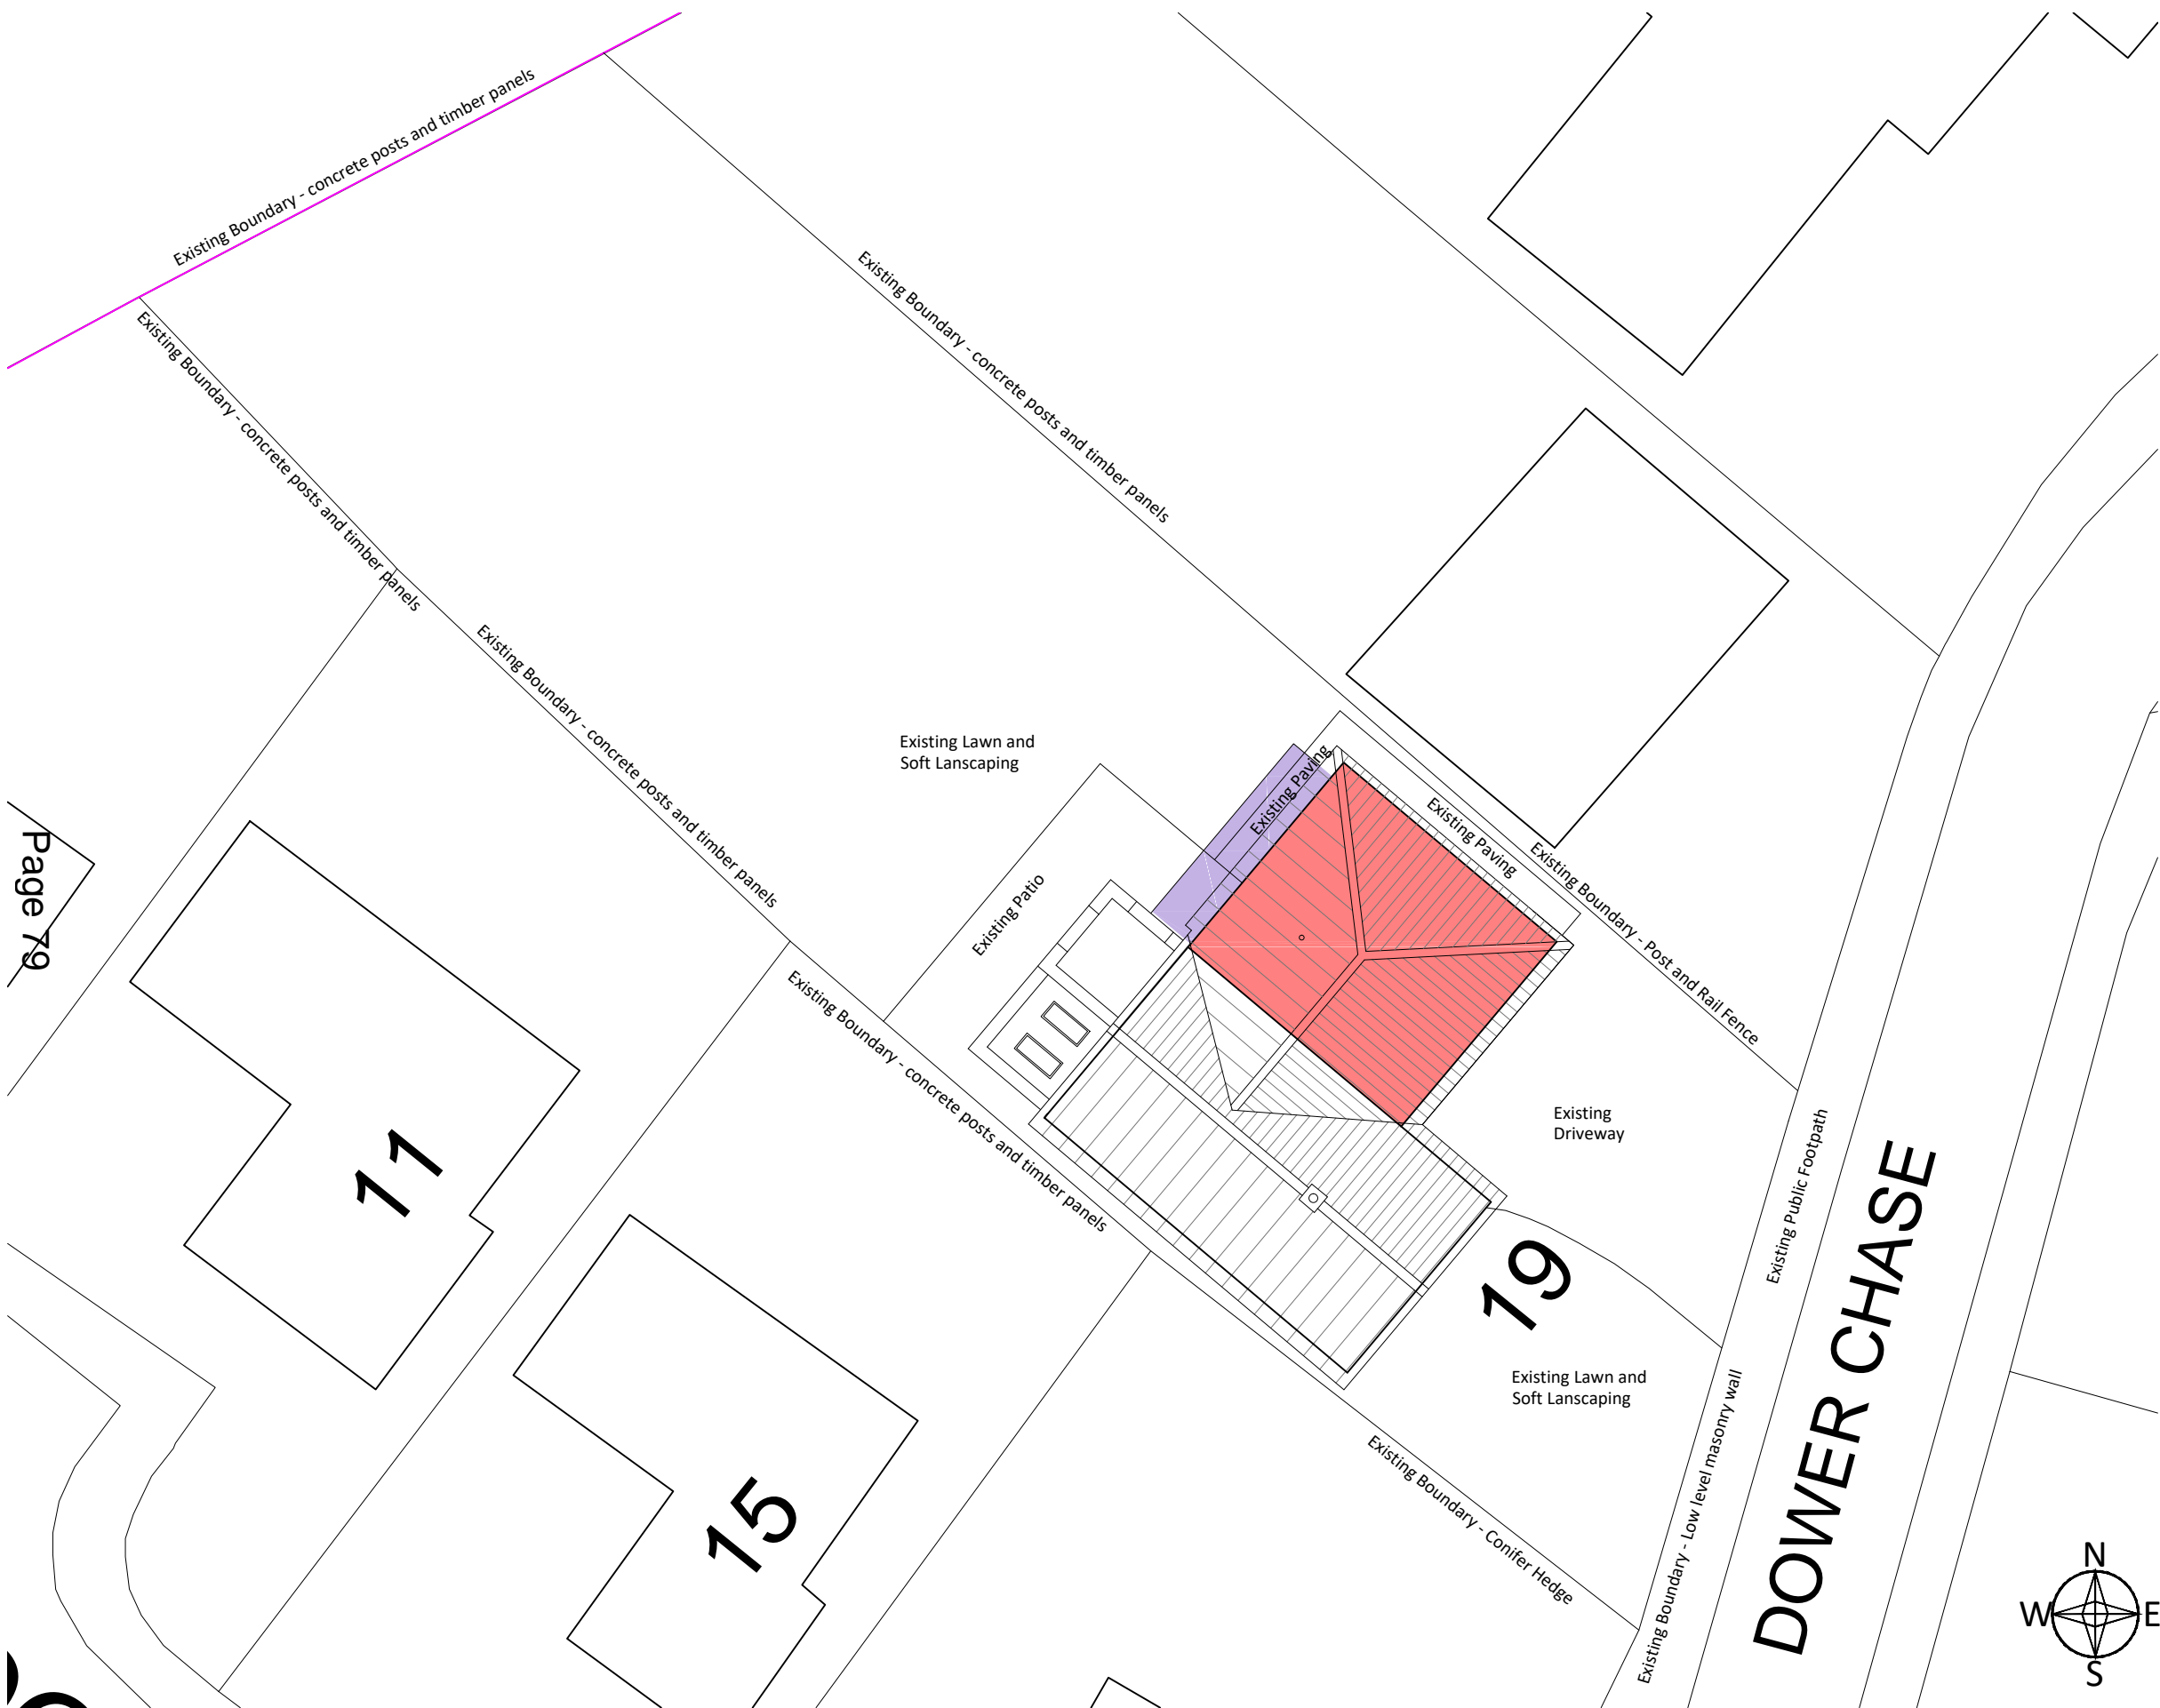 Existing Boundary - concrete posts and timber panels
Existing Boundary - concrete posts and timber panels
Existing Boundary - concrete posts and timber panels
Existing Boundary - concrete posts and timber panels
Existing Lawn and
Soft Lanscaping
Existing Paving
Existing Paving
Existing Boundary - Post and Rail Fence
Page 79
Existing Patio
Existing Boundary - concrete posts and timber panels
Existing
Driveway
11
19
15
Existing Public Footpath
DOWER CHASE
Existing Lawn and
Soft Lanscaping
Existing Boundary - Low level masonry wall
Existing Boundary - Conifer Hedge
N
W E
S